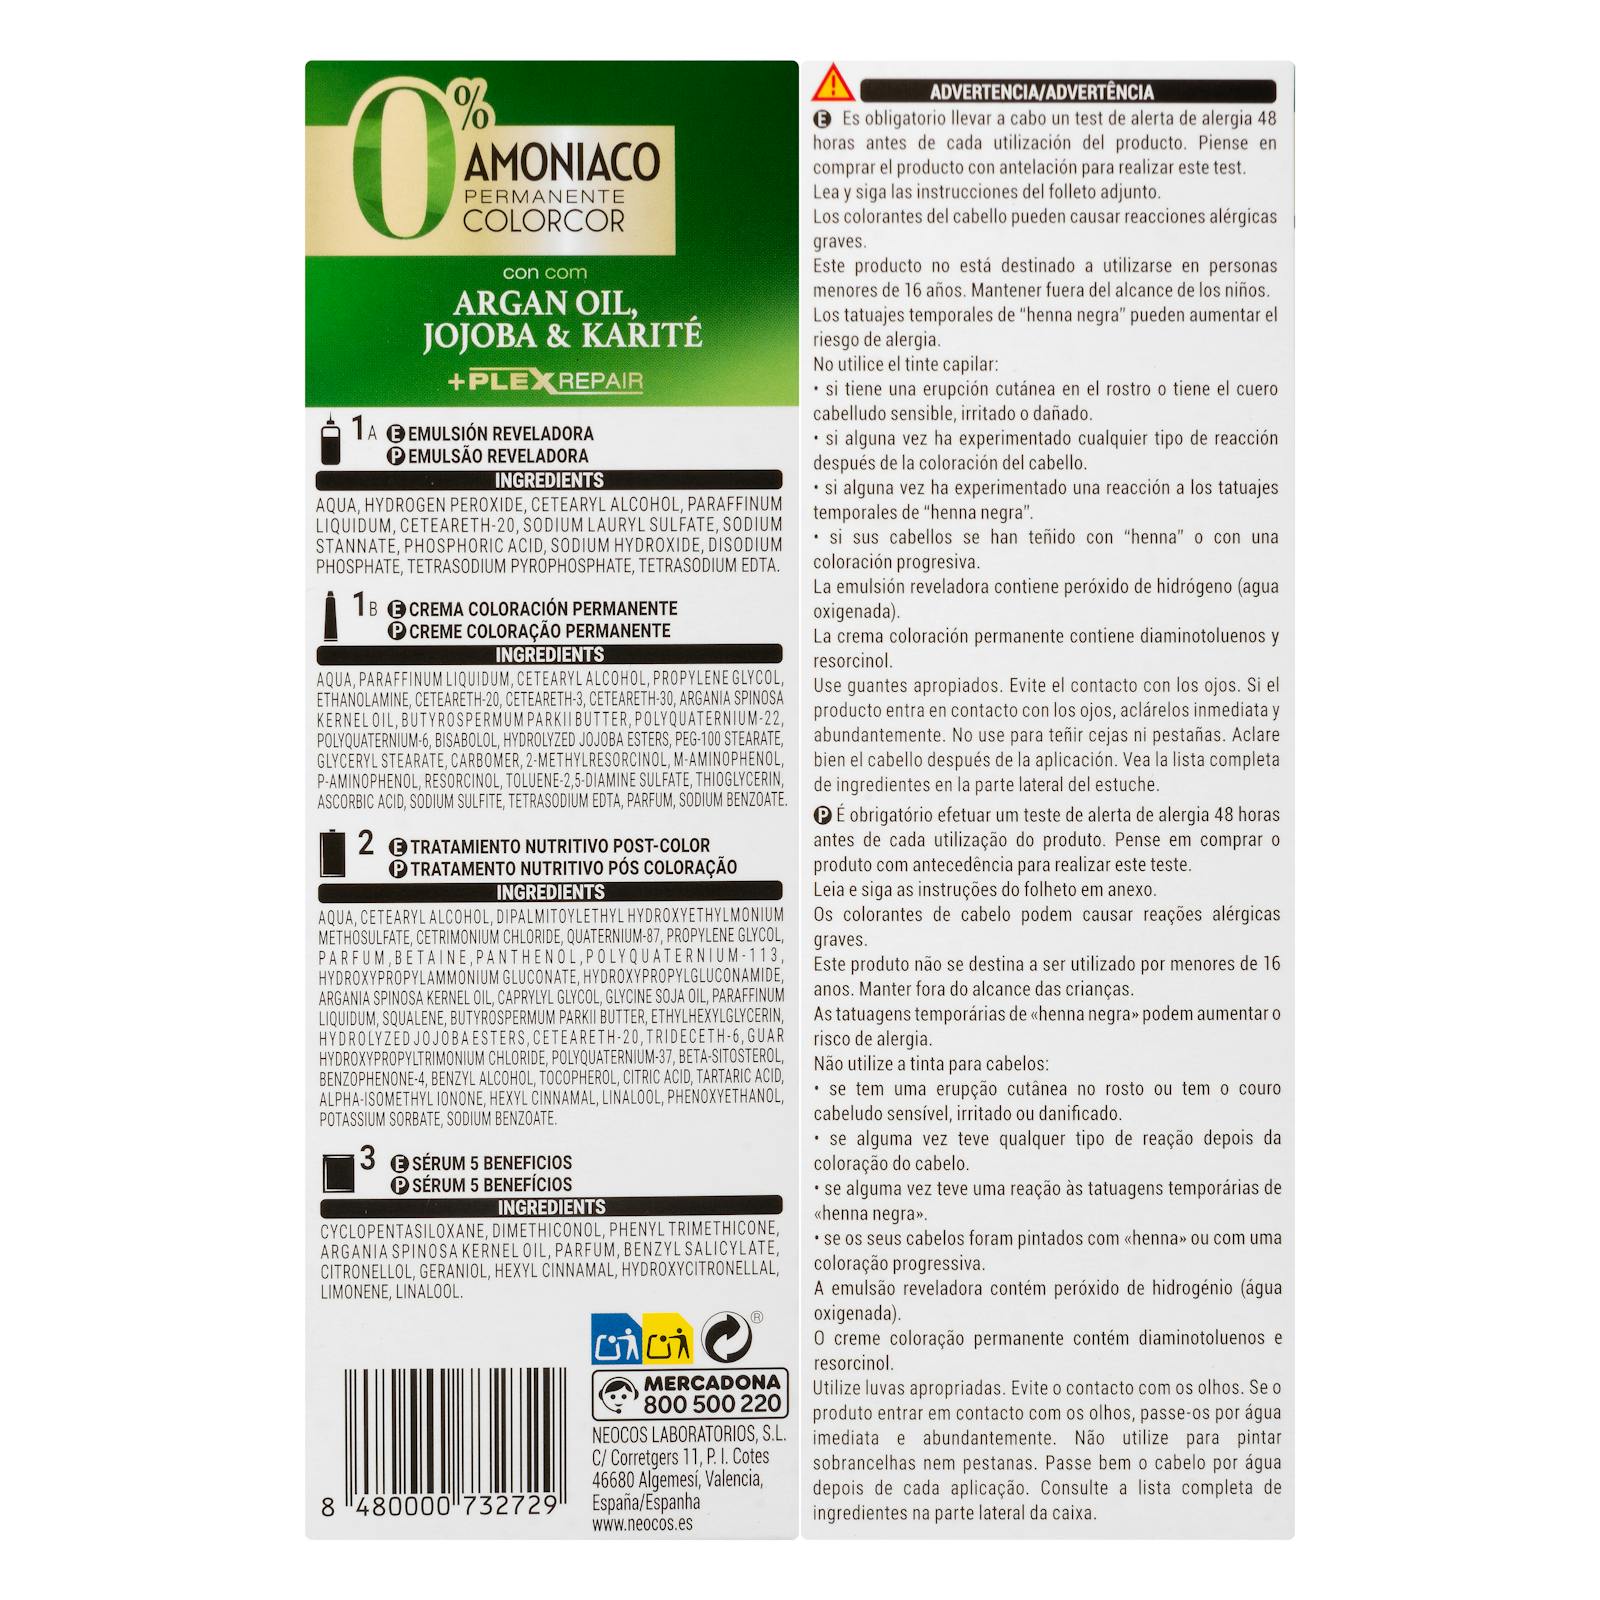 0%
AMONIACO
PERMANENTE
COLORCOR
con com
ARGAN OIL,
JOJOBA & KARITÉ
+PLEXREPAIR
1A E EMULSIÓN REVELADORA
P EMULSÃO REVELADORA
INGREDIENTS
AQUA, HYDROGEN PEROXIDE, CETEARYL ALCOHOL, PARAFFINUM
LIQUIDUM, CETEARETH-20, SODIUM LAURYL SULFATE, SODIUM
STANNATE, PHOSPHORIC ACID, SODIUM HYDROXIDE, DISODIUM
PHOSPHATE, TETRASODIUM PYROPHOSPHATE, TETRASODIUM EDTA.
1B E CREMA COLORACIÓN PERMANENTE
P CREME COLORAÇÃO PERMANENTE
INGREDIENTS
AQUA, PARAFFINUM LIQUIDUM, CETEARYL ALCOHOL, PROPYLENE GLYCOL,
ETHANOLAMINE, CETEARETH-20, CETEARETH-3, CETEARETH-30, ARGANIA SPINOSA
KERNEL OIL, BUTYROSPERMUM PARKII BUTTER, POLYQUATERNIUM-22,
POLYQUATERNIUM-6, BISABOLOL, HYDROLYZED JOJOBA ESTERS, PEG-100 STEARATE,
GLYCERYL STEARATE, CARBOMER, 2-METHYLRESORCINOL, M-AMINOPHENOL,
P-AMINOPHENOL, RESORCINOL, TOLUENE-2,5-DIAMINE SULFATE, THIOGLYCERIN,
ASCORBIC ACID, SODIUM SULFITE, TETRASODIUM EDTA, PARFUM, SODIUM BENZOATE.
2 E TRATAMIENTO NUTRITIVO POST-COLOR
P TRATAMENTO NUTRITIVO PÓS COLORAÇÃO
INGREDIENTS
AQUA, CETEARYL ALCOHOL, DIPALMITOYLETHYL HYDROXYETHYLMONIUM
METHOSULFATE, CETRIMONIUM CHLORIDE, QUATERNIUM-87, PROPYLENE GLYCOL,
PARFUM, BETAINE, PANTHENOL, POLYQUATERNIUM-113,
HYDROXYPROPYLAMMONIUM GLUCONATE, HYDROXYPROPYLGLUCONAMIDE,
ARGANIA SPINOSA KERNEL OIL, CAPRYLYL GLYCOL, GLYCINE SOJA OIL, PARAFFINUM
LIQUIDUM, SQUALENE, BUTYROSPERMUM PARKII BUTTER, ETHYLHEXYLGLYCERIN,
HYDROLYZED JOJOBA ESTERS, CETEARETH-20, TRIDECETH-6, GUAR
HYDROXYPROPYLTRIMONIUM CHLORIDE, POLYQUATERNIUM-37, BETA-SITOSTEROL,
BENZOPHENONE-4, BENZYL ALCOHOL, TOCOPHEROL, CITRIC ACID, TARTARIC ACID,
ALPHA-ISOMETHYL IONONE, HEXYL CINNAMAL, LINALOOL, PHENOXYETHANOL,
POTASSIUM SORBATE, SODIUM BENZOATE.
3 E SÉRUM 5 BENEFICIOS
P SÉRUM 5 BENEFÍCIOS
INGREDIENTS
CYCLOPENTASILOXANE, DIMETHICONOL, PHENYL TRIMETHICONE,
ARGANIA SPINOSA KERNEL OIL, PARFUM, BENZYL SALICYLATE,
CITRONELLOL, GERANIOL, HEXYL CINNAMAL, HYDROXYCITRONELLAL,
LIMONENE, LINALOOL.
®
MERCADONA
800 500 220
NEOCOS LABORATORIOS, S.L.
C/ Corretgers 11, P. I. Cotes
46680 Algemesí, Valencia,
España/Espanha
www.neocos.es
8 480000 732729
ADVERTENCIA/ADVERTÊNCIA
E Es obligatorio llevar a cabo un test de alerta de alergia 48
horas antes de cada utilización del producto. Piense en
comprar el producto con antelación para realizar este test.
Lea y siga las instrucciones del folleto adjunto.
Los colorantes del cabello pueden causar reacciones alérgicas
graves.
Este producto no está destinado a utilizarse en personas
menores de 16 años. Mantener fuera del alcance de los niños.
Los tatuajes temporales de “henna negra” pueden aumentar el
riesgo de alergia.
No utilice el tinte capilar:
• si tiene una erupción cutánea en el rostro o tiene el cuero
cabelludo sensible, irritado o dañado.
• si alguna vez ha experimentado cualquier tipo de reacción
después de la coloración del cabello.
• si alguna vez ha experimentado una reacción a los tatuajes
temporales de “henna negra”.
• si sus cabellos se han teñido con “henna” o con una
coloración progresiva.
La emulsión reveladora contiene peróxido de hidrógeno (agua
oxigenada).
La crema coloración permanente contiene diaminotoluenos y
resorcinol.
Use guantes apropiados. Evite el contacto con los ojos. Si el
producto entra en contacto con los ojos, aclárelos inmediata y
abundantemente. No use para teñir cejas ni pestañas. Aclare
bien el cabello después de la aplicación. Vea la lista completa
de ingredientes en la parte lateral del estuche.
P É obrigatório efetuar um teste de alerta de alergia 48 horas
antes de cada utilização do produto. Pense em comprar o
produto com antecedência para realizar este teste.
Leia e siga as instruções do folheto em anexo.
Os colorantes de cabelo podem causar reações alérgicas
graves.
Este produto não se destina a ser utilizado por menores de 16
anos. Manter fora do alcance das crianças.
As tatuagens temporárias de «henna negra» podem aumentar o
risco de alergia.
Não utilize a tinta para cabelos:
• se tem uma erupção cutânea no rosto ou tem o couro
cabeludo sensível, irritado ou danificado.
• se alguma vez teve qualquer tipo de reação depois da
coloração do cabelo.
• se alguma vez teve uma reação às tatuagens temporárias de
«henna negra».
• se os seus cabelos foram pintados com «henna» ou com uma
coloração progressiva.
A emulsão reveladora contém peróxido de hidrogénio (água
oxigenada).
O creme coloração permanente contém diaminotoluenos e
resorcinol.
Utilize luvas apropriadas. Evite o contacto com os olhos. Se o
produto entrar em contacto com os olhos, passe-os por água
imediata e abundantemente. Não utilize para pintar
sobrancelhas nem pestanas. Passe bem o cabelo por água
depois de cada aplicação. Consulte a lista completa de
ingredientes na parte lateral da caixa.